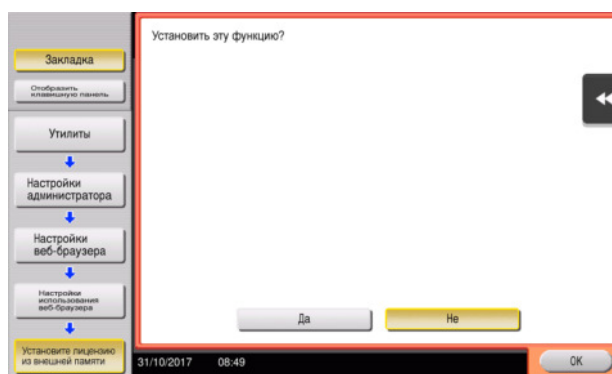 Установить эту функцию?
Закладка
Отобразить
клавишную панель
Утилиты
Настройки
администратора
Настройки
веб-браузера
Настройки
использования
веб-браузера
Установите лицензию
из внешней памяти
Да
Не
31/10/2017 08:49
OK